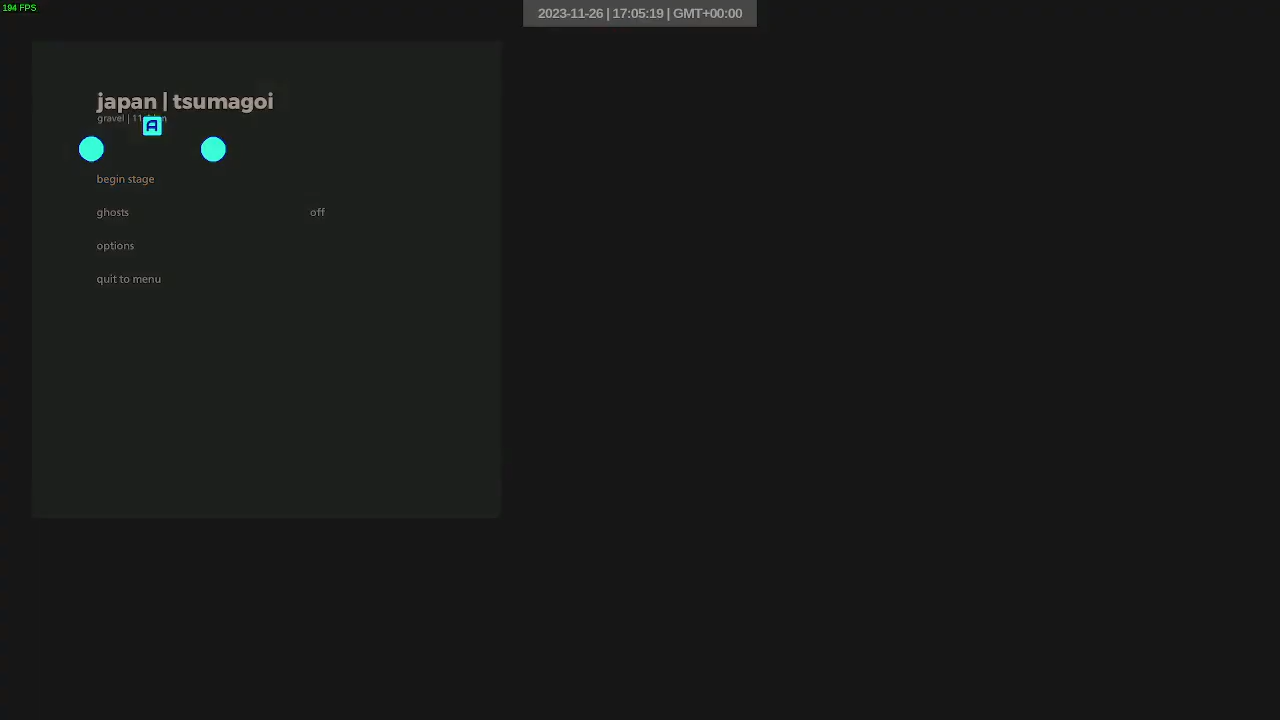 194 FPS
2023-11-26 | 17:05:19 | GMT+00:00
japan | tsumagoi
gravel |
A
begin stage
ghosts off
options
quit to menu